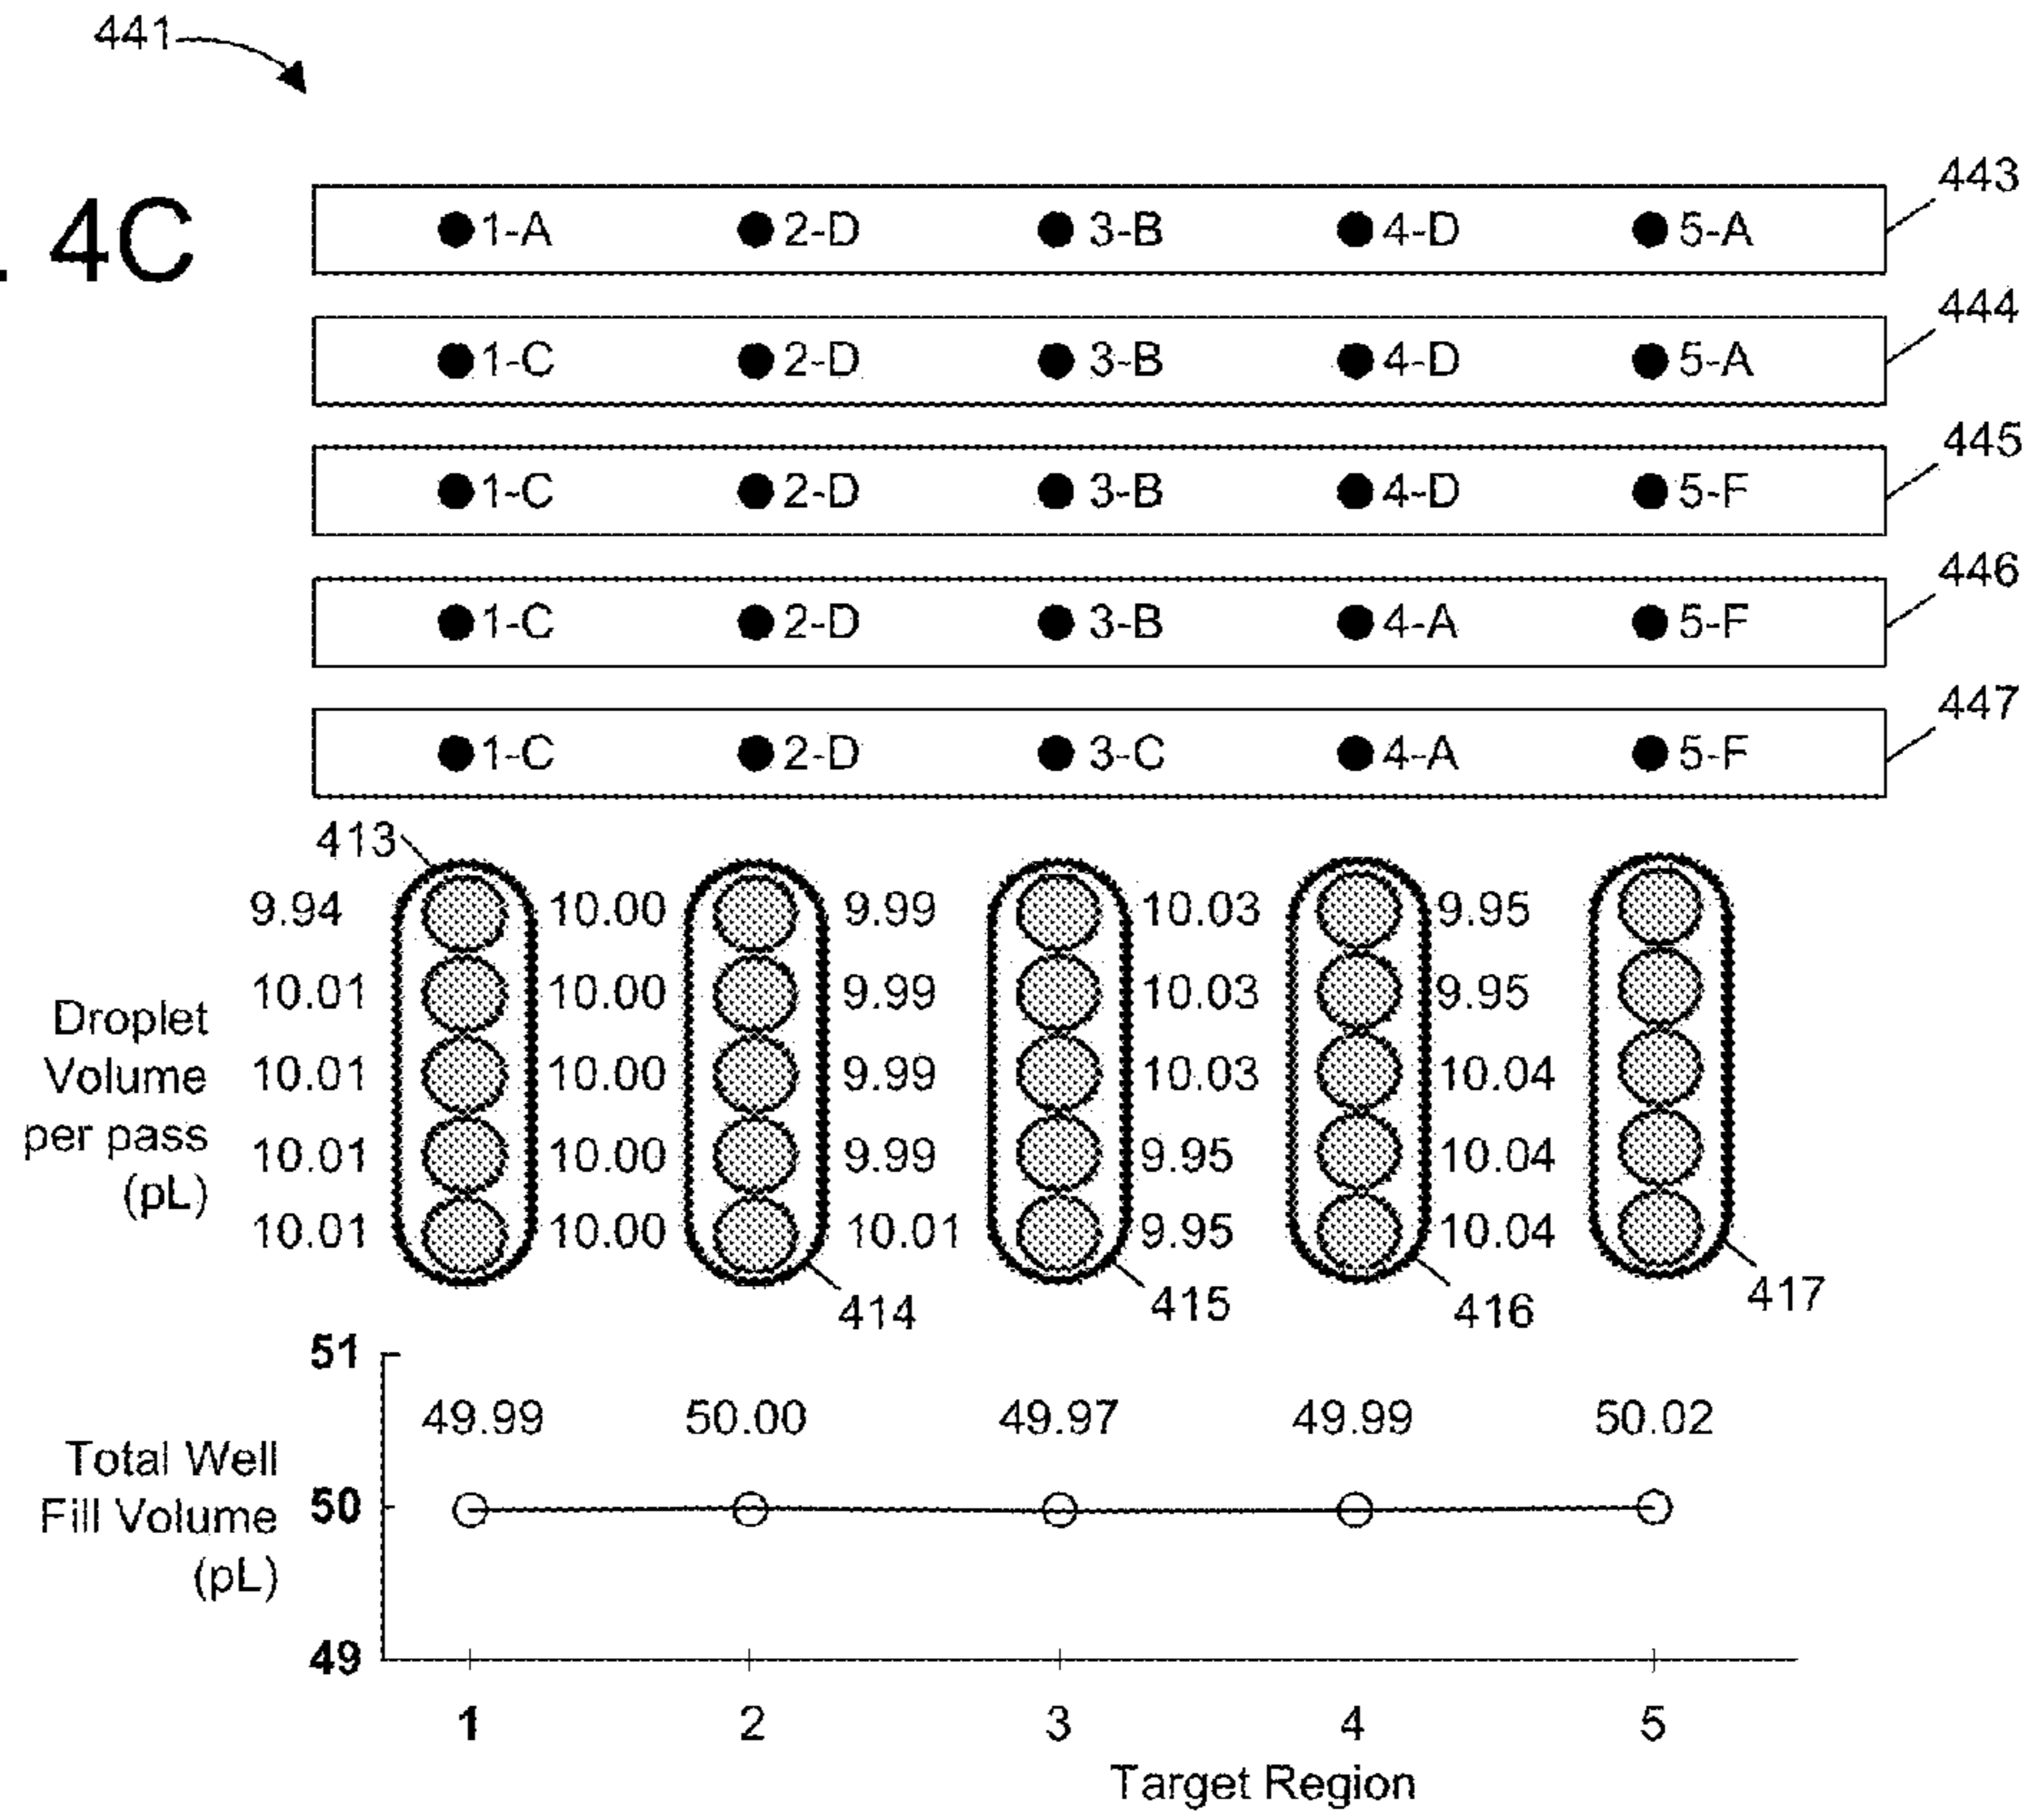 441
. 4C
1-A 2-D 3-B 4-D 5-A 443
1-C 2-D 3-B 4-D 5-A 444
1-C 2-D 3-B 4-D 5-F 445
1-C 2-D 3-B 4-A 5-F 446
1-C 2-D 3-C 4-A 5-F 447
413
9.94 10.00 9.99 10.03 9.95
10.01 10.00 9.99 10.03 9.95
Droplet
Volume
per pass
(pL)
10.01 10.00 9.99 10.03 10.04
10.01 10.00 9.99 9.95 10.04
10.01 10.00 10.01 9.95 10.04
414 415 416 417
51
49.99 50.00 49.97 49.99 50.02
Total Well
Fill Volume
(pL)
50
49
1 2 3 4 5
Target Region